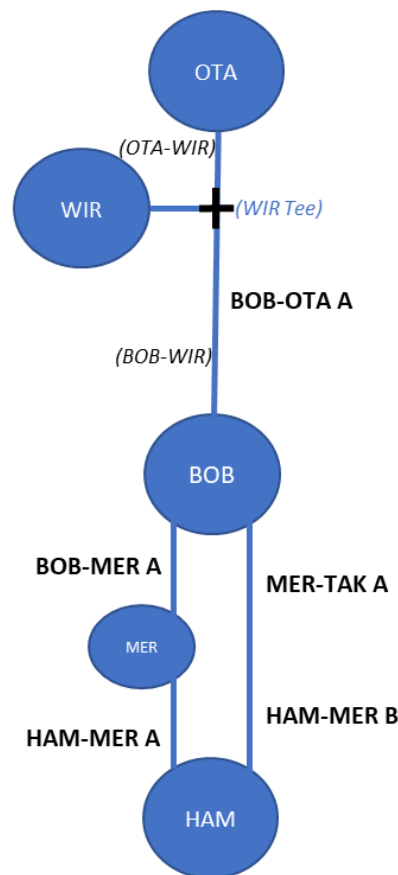 OTA
(OTA-WIR)
WIR
(WIR Tee)
BOB-OTA A
(BOB-WIR)
BOB
BOB-MER A
MER-TAK A
MER
HAM-MER B
HAM-MER A
HAM